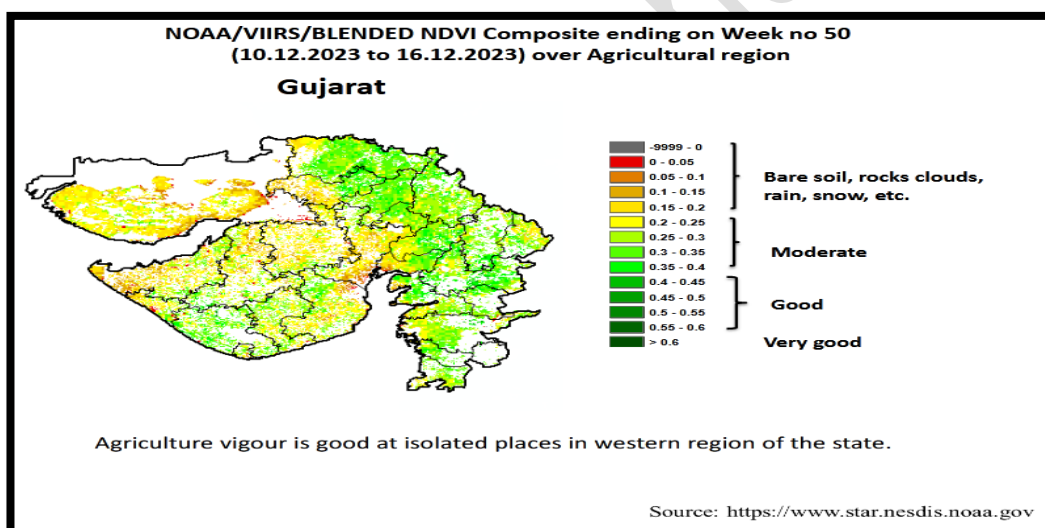 NOAA/VIIRS/BLENDED NDVI Composite ending on Week no 50
(10.12.2023 to 16.12.2023) over Agricultural region
Gujarat
-9999 - 0
0 - 0.05
0.05 - 0.1
0.1 - 0.15
0.15 - 0.2
0.2 - 0.25
0.25 - 0.3
0.3 - 0.35
0.35 - 0.4
0.4 - 0.45
0.45 - 0.5
0.5 - 0.55
0.55 - 0.6
> 0.6
Bare soil, rocks clouds,
rain, snow, etc.
Moderate
Good
Very good
Agriculture vigour is good at isolated places in western region of the state.
Source: https://www.star.nesdis.noaa.gov